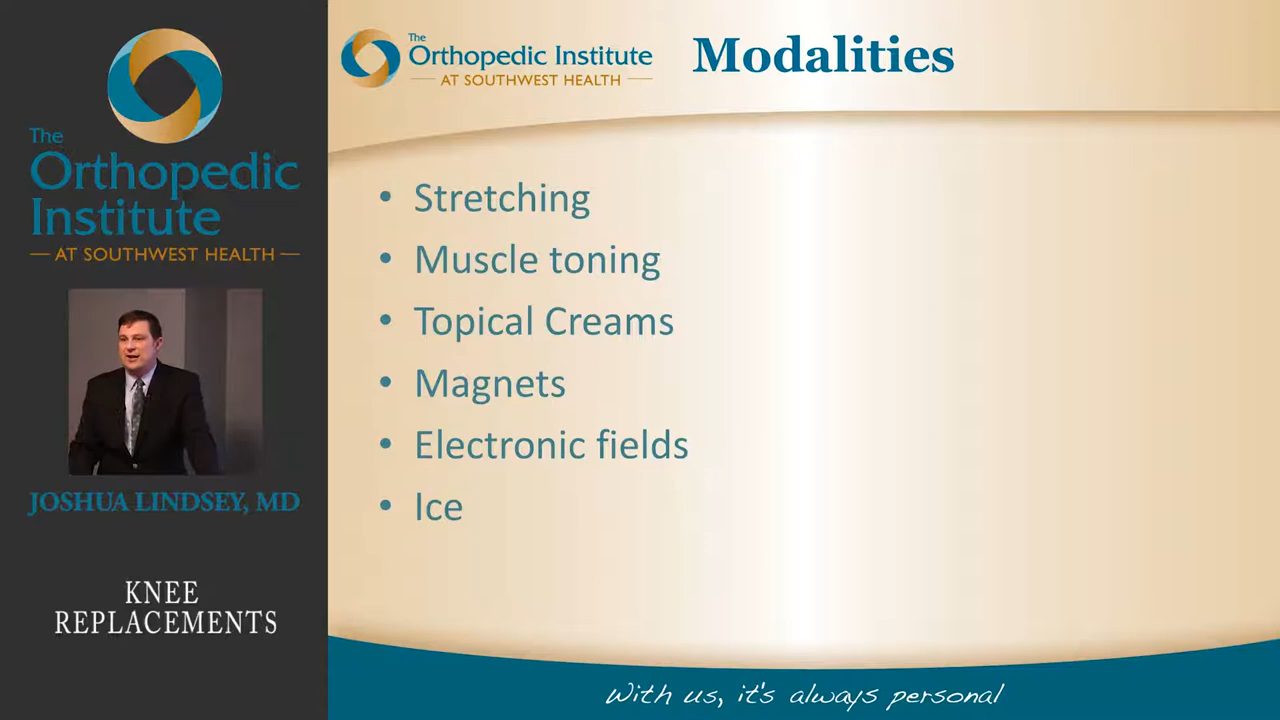 The
Orthopedic
Institute
AT SOUTHWEST HEALTH
JOSHUA LINDSEY, MD
KNEE
REPLACEMENTS
The
Orthopedic Institute
AT SOUTHWEST HEALTH
Modalities
• Stretching
• Muscle toning
• Topical Creams
• Magnets
• Electronic fields
• Ice
With us, it's always personal